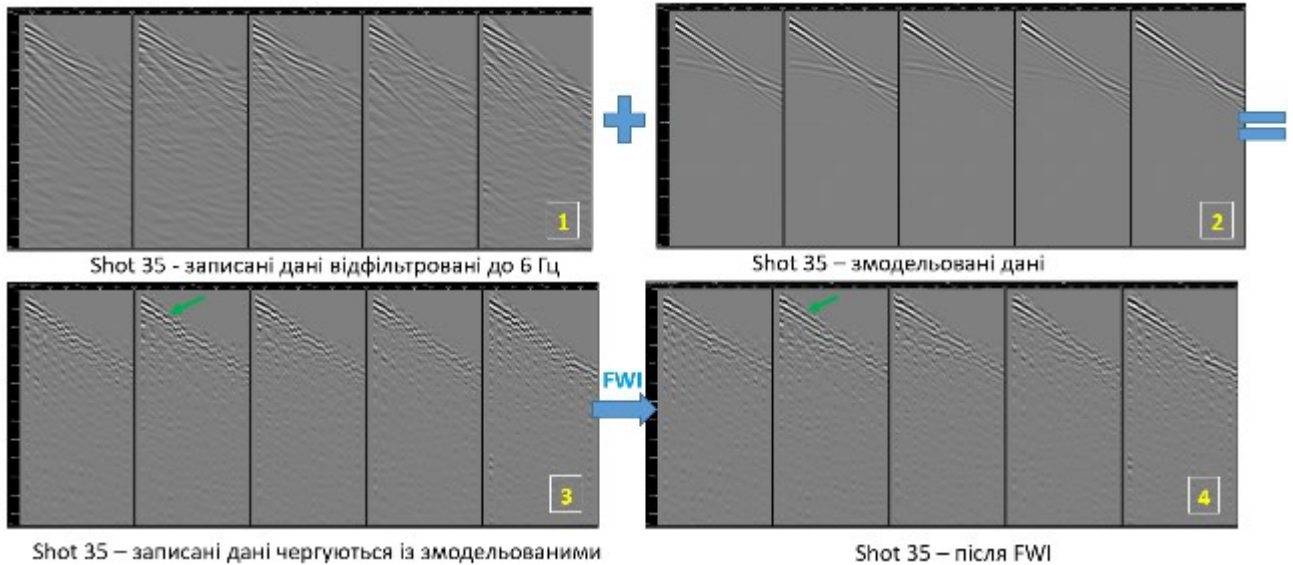 1
2
Shot 35 - записані дані відфільтровані до 6 Гц
Shot 35 – змодельовані дані
FWI
3
4
Shot 35 – записані дані чергуються із змодельованими
Shot 35 – після FWI